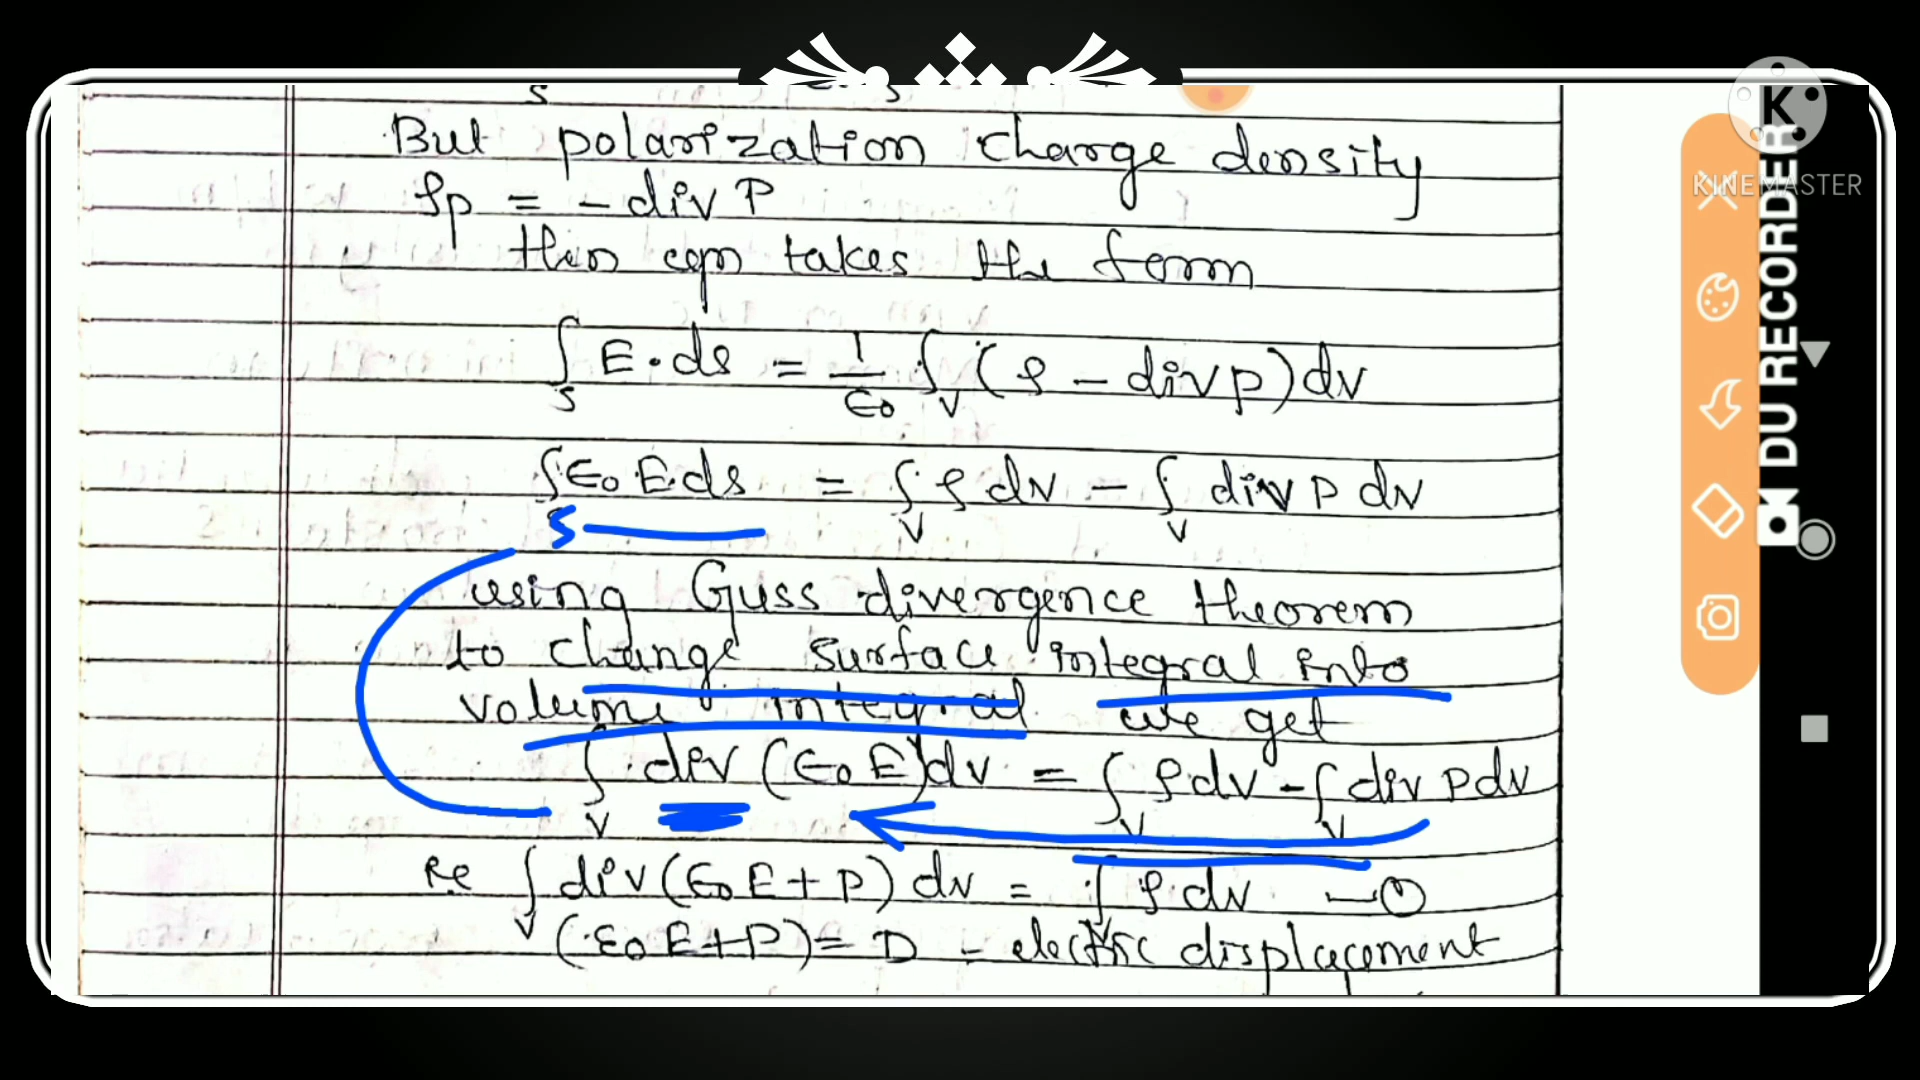 But polarization charge density
ρp = - div P
then eqn takes the form
∫s E·ds = 1/ε0 ∫v (ρ - div p) dv
∫s ε0 E·ds = ∫v ρ dv - ∫v div P dv
using Guss divergence theorem
to change surface integral into
volume integral we get
∫v div (ε0 E) dv = ∫v ρ dv - ∫v div P dv
∫v div (ε0 E + P) dv = ∫v ρ dv — ①
(ε0 E + P) = D - electric displacement
KINEMASTER
DU RECORDER